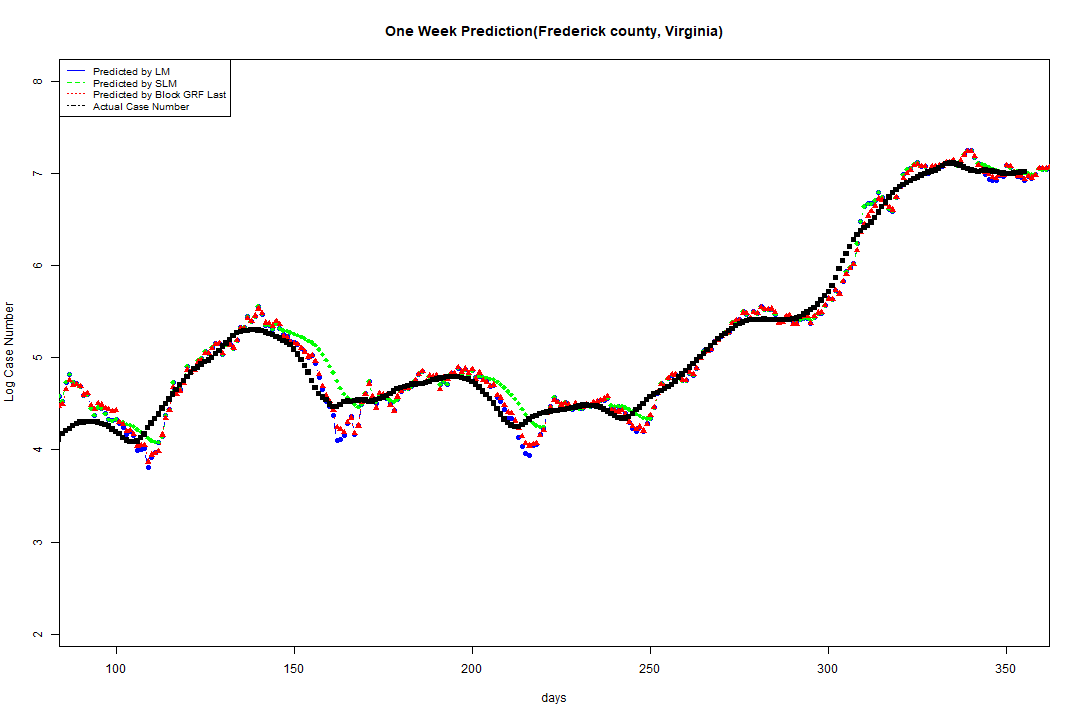 One Week Prediction(Frederick county, Virginia)
Predicted by LM
Predicted by SLM
Predicted by Block GRF Last
Actual Case Number
8
7
6
5
4
3
2
Log Case Number
100 150 200 250 300 350
days